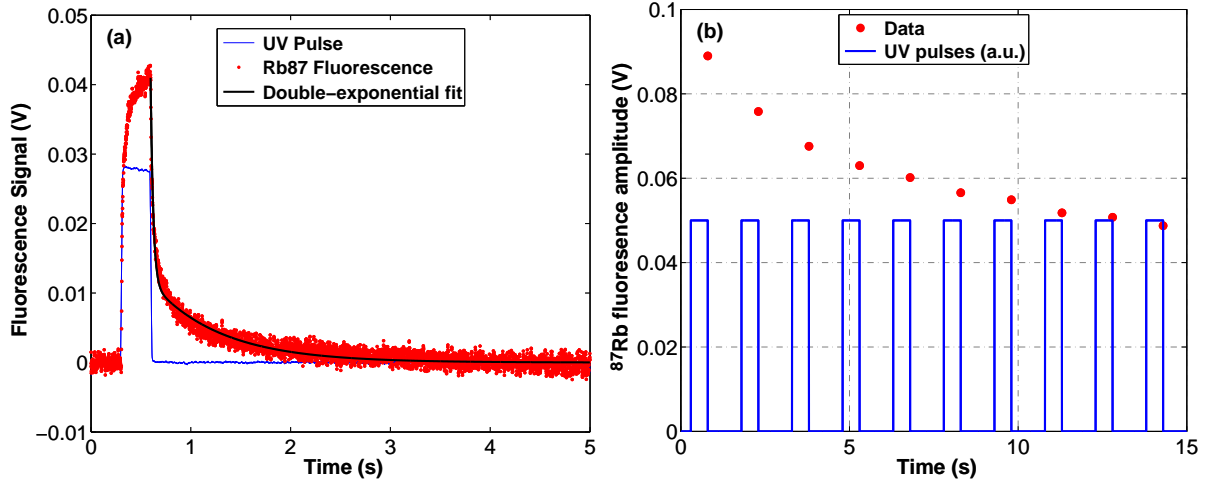 (a)
UV Pulse
Rb87 Fluorescence
Double−exponential fit
0.05
0.04
0.03
0.02
0.01
0
−0.01
Fluorescence Signal (V)
0 1 2 3 4 5
Time (s)
(b)
Data
UV pulses (a.u.)
0.1
0.08
0.06
0.04
0.02
0
87Rb fluoresence amplitude (V)
0 5 10 15
Time (s)